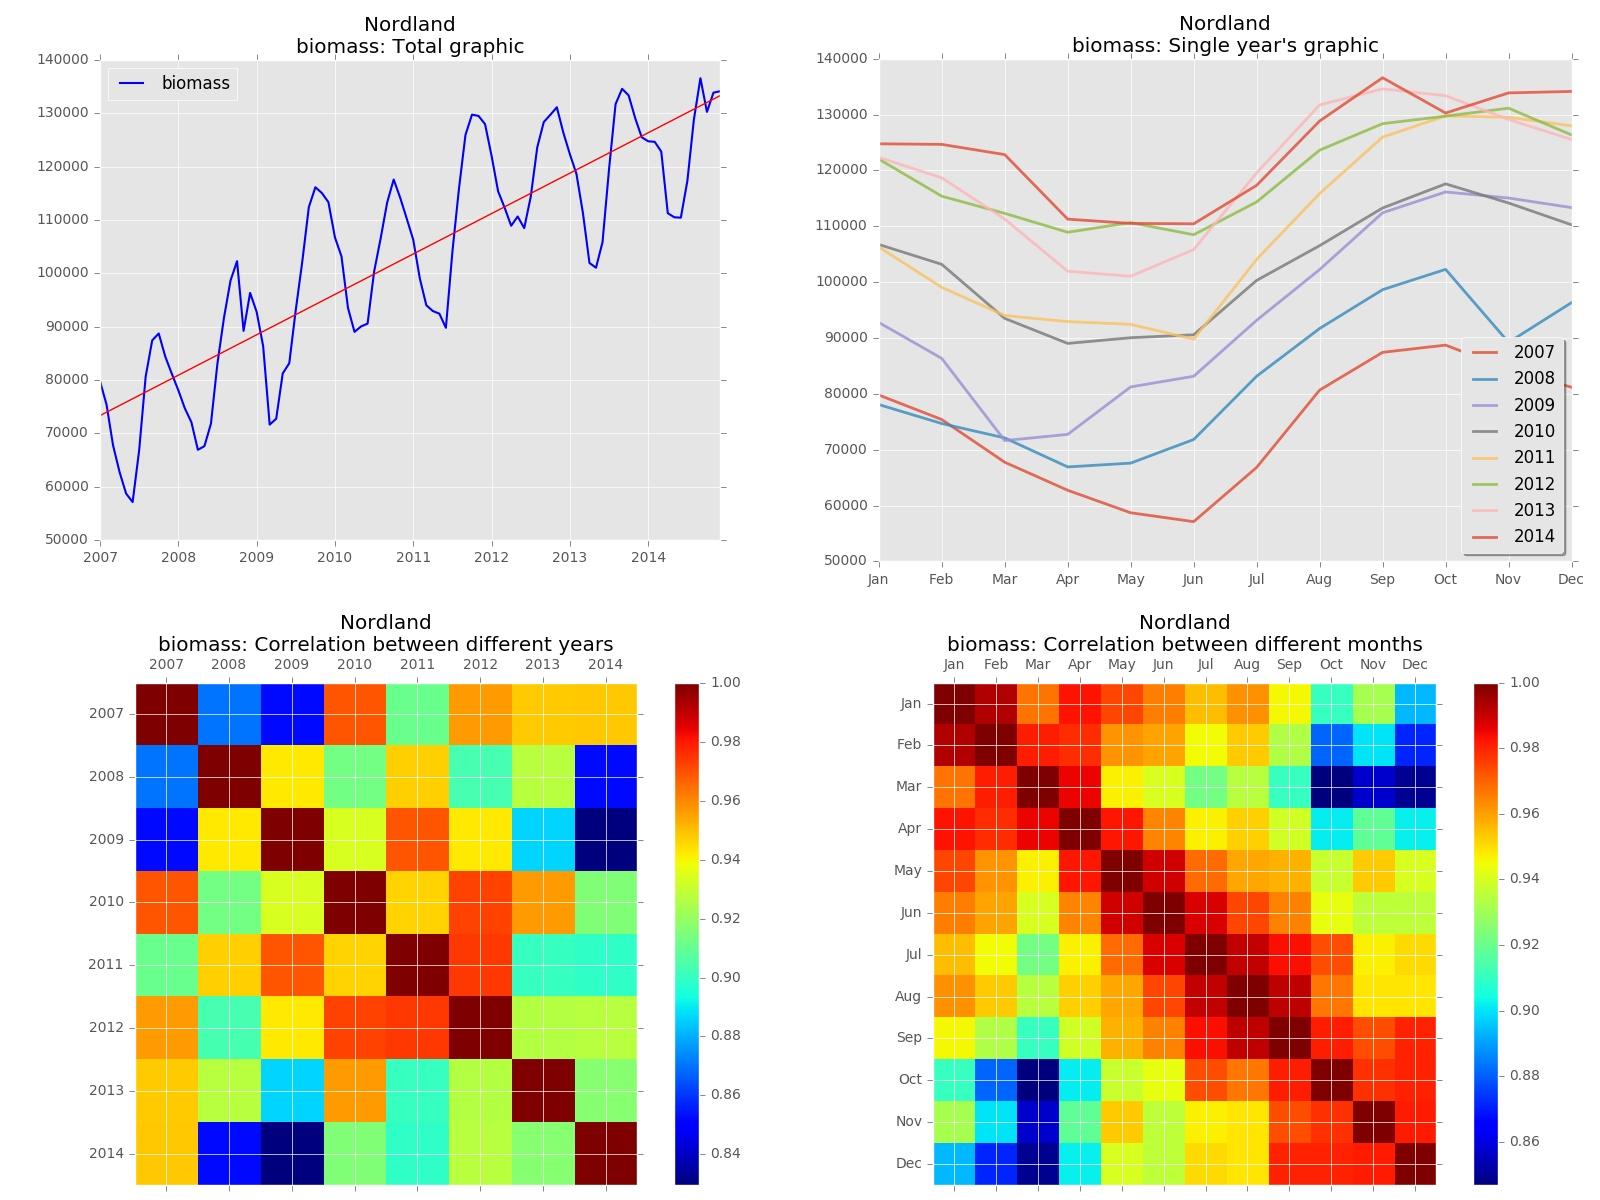 Nordland
biomass: Total graphic
140000
130000
120000
110000
100000
90000
80000
70000
60000
50000
biomass
2007 2008 2009 2010 2011 2012 2013 2014
Nordland
biomass: Single year's graphic
140000
130000
120000
110000
100000
90000
80000
70000
60000
50000
2007
2008
2009
2010
2011
2012
2013
2014
Jan Feb Mar Apr May Jun Jul Aug Sep Oct Nov Dec
Nordland
biomass: Correlation between different years
2007 2008 2009 2010 2011 2012 2013 2014
2007
2008
2009
2010
2011
2012
2013
2014
1.00
0.98
0.96
0.94
0.92
0.90
0.88
0.86
0.84
Nordland
biomass: Correlation between different months
Jan Feb Mar Apr May Jun Jul Aug Sep Oct Nov Dec
Jan
Feb
Mar
Apr
May
Jun
Jul
Aug
Sep
Oct
Nov
Dec
1.00
0.98
0.96
0.94
0.92
0.90
0.88
0.86